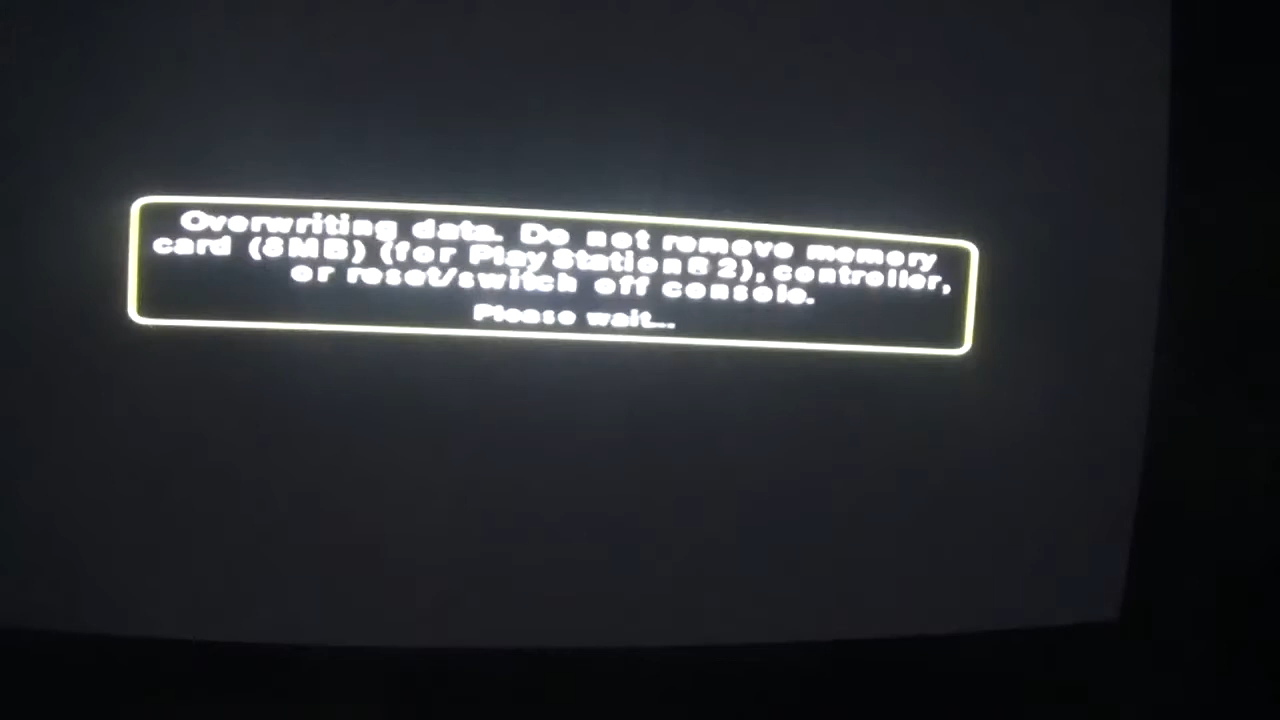 Overwriting data. Do not remove memory
card (8MB) (for PlayStation®2), controller,
or reset/switch off console.
Please wait...